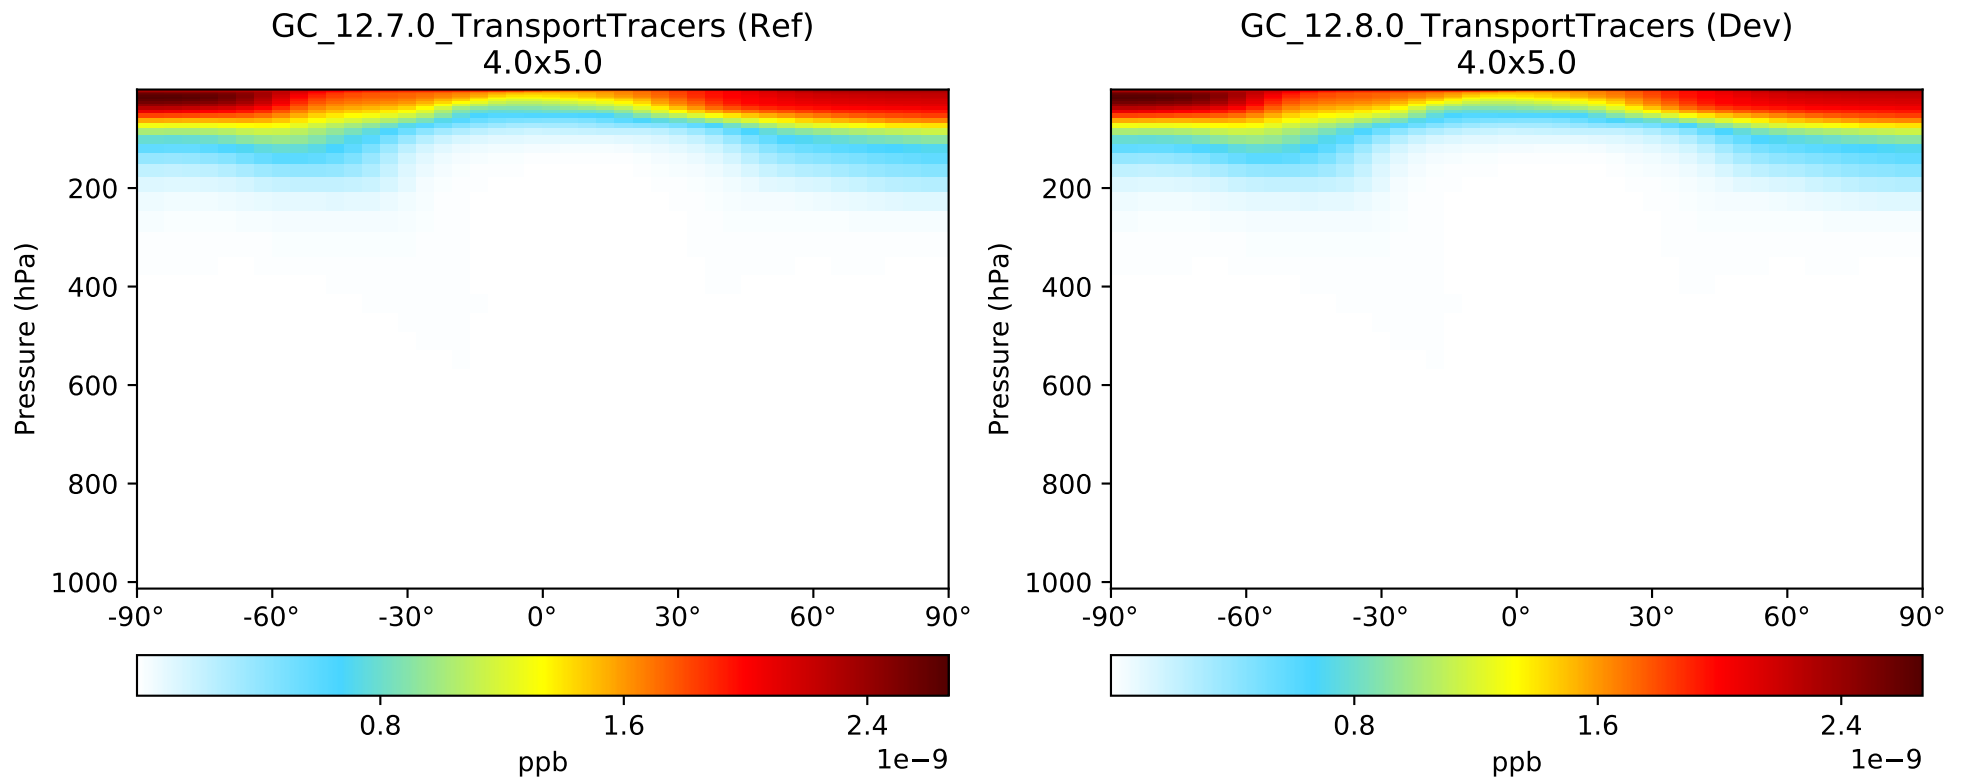 GC_12.7.0_TransportTracers (Ref)
4.0x5.0
Pressure (hPa)
200
400
600
800
1000
-90° -60° -30° 0° 30° 60° 90°
0.8 1.6 2.4
ppb
1e−9
GC_12.8.0_TransportTracers (Dev)
4.0x5.0
Pressure (hPa)
200
400
600
800
1000
-90° -60° -30° 0° 30° 60° 90°
0.8 1.6 2.4
ppb
1e−9